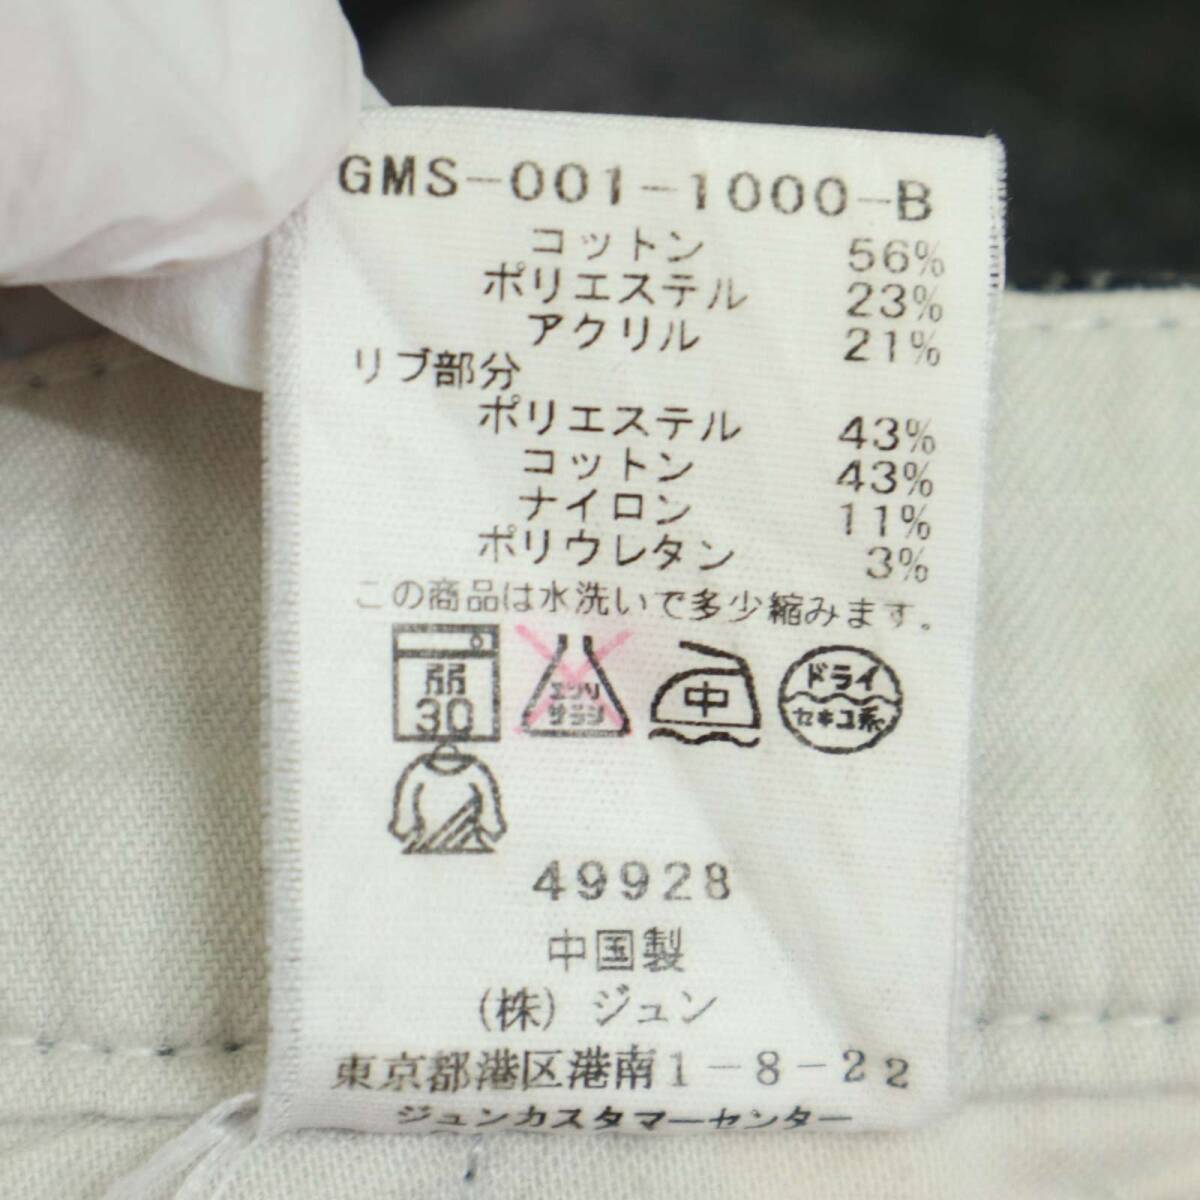 GMS-001-1000-B
コットン 56%
ポリエステル 23%
アクリル 21%
リブ部分
ポリエステル 43%
コットン 43%
ナイロン 11%
ポリウレタン 3%
この商品は水洗いで多少縮みます。
弱 30
エンソサラシ
中
ドライ
セキユ系
49928
中国製
(株)ジュン
東京都港区港南1-8-22
ジュンカスタマーセンター